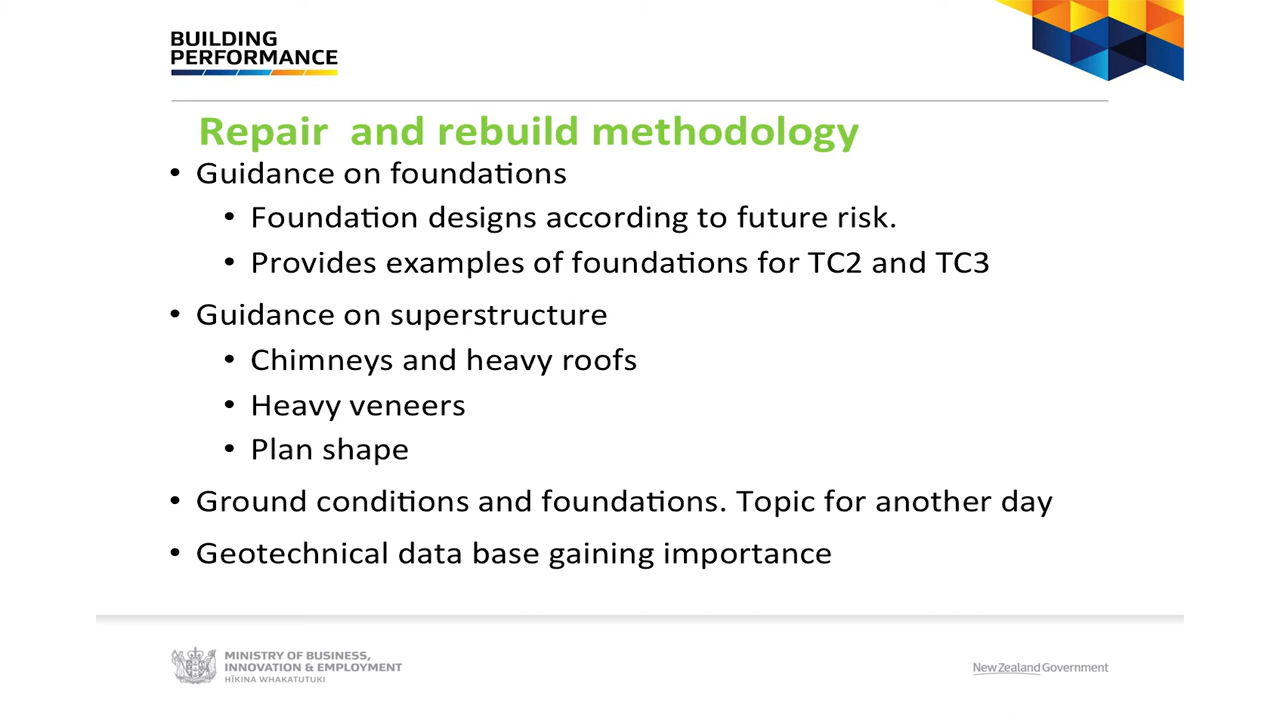 BUILDING
PERFORMANCE
Repair and rebuild methodology
• Guidance on foundations
• Foundation designs according to future risk.
• Provides examples of foundations for TC2 and TC3
• Guidance on superstructure
• Chimneys and heavy roofs
• Heavy veneers
• Plan shape
• Ground conditions and foundations. Topic for another day
• Geotechnical data base gaining importance
MINISTRY OF BUSINESS,
INNOVATION & EMPLOYMENT
HĪKINA WHAKATUTUKI
New Zealand Government